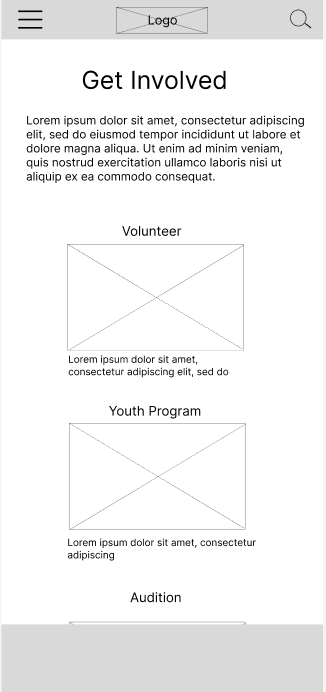 Logo
Get Involved
Lorem ipsum dolor sit amet, consectetur adipiscing
elit, sed do eiusmod tempor incididunt ut labore et
dolore magna aliqua. Ut enim ad minim veniam,
quis nostrud exercitation ullamco laboris nisi ut
aliquip ex ea commodo consequat.
Volunteer
Lorem ipsum dolor sit amet,
consectetur adipiscing elit, sed do
Youth Program
Lorem ipsum dolor sit amet, consectetur
adipiscing
Audition